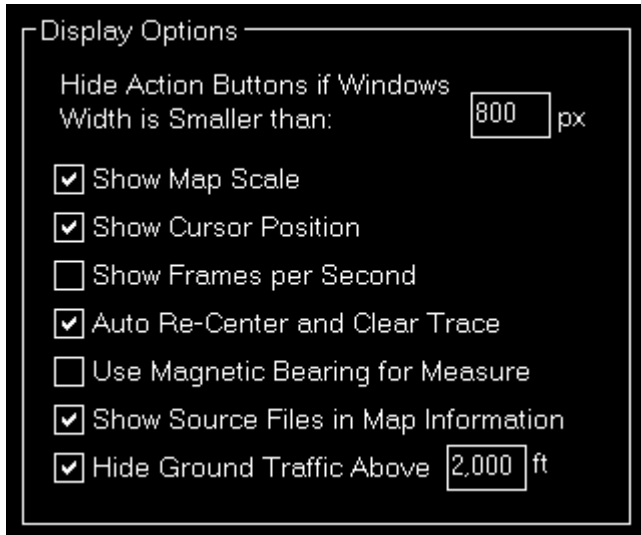 Display Options
Hide Action Buttons if Windows
Width is Smaller than: 800 px
Show Map Scale
Show Cursor Position
Show Frames per Second
Auto Re-Center and Clear Trace
Use Magnetic Bearing for Measure
Show Source Files in Map Information
Hide Ground Traffic Above 2,000 ft